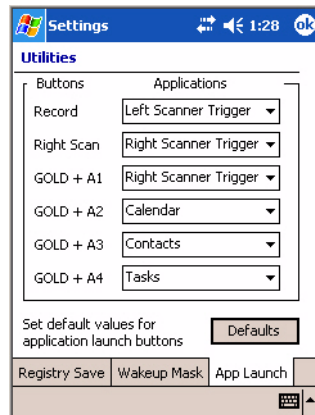 Settings 1:28 ok
Utilities
Buttons Applications
Record Left Scanner Trigger
Right Scan Right Scanner Trigger
GOLD + A1 Right Scanner Trigger
GOLD + A2 Calendar
GOLD + A3 Contacts
GOLD + A4 Tasks
Set default values for
application launch buttons
Defaults
Registry Save Wakeup Mask App Launch